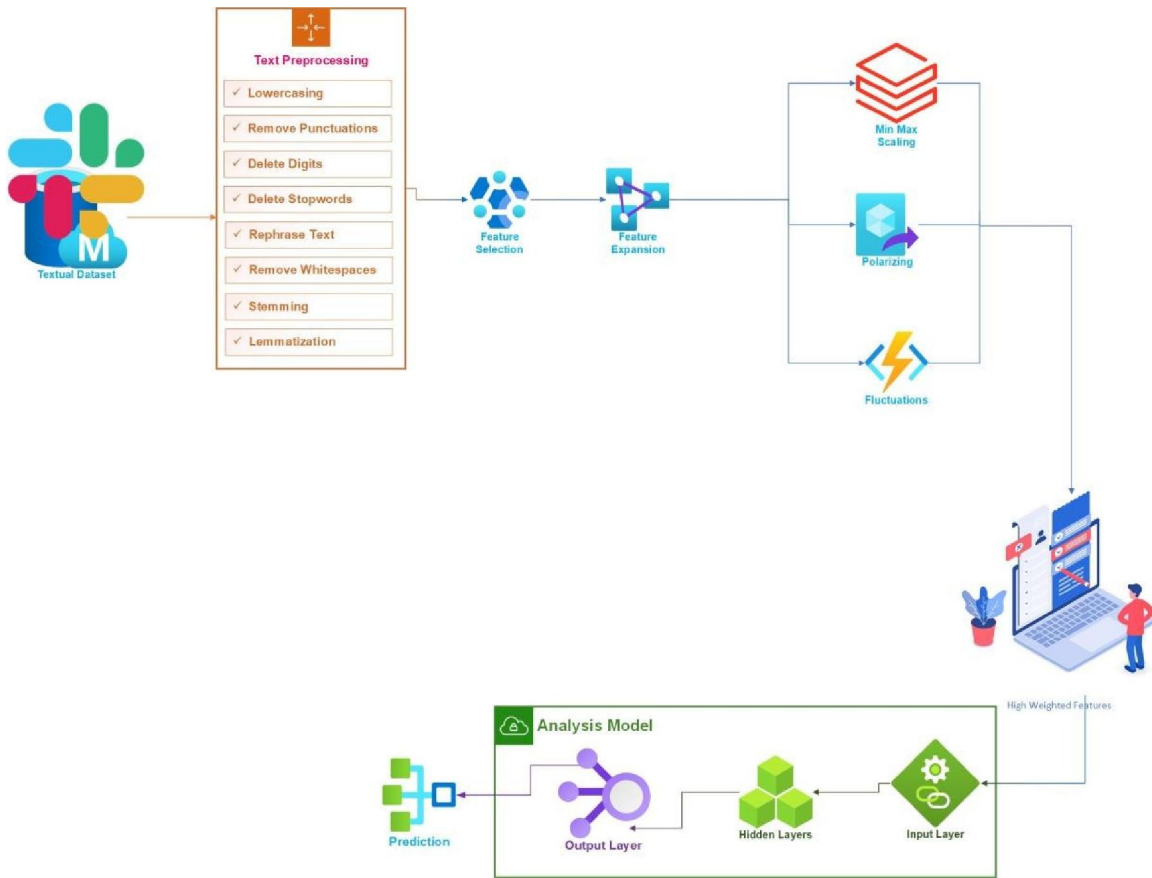 Text Preprocessing
✓ Lowercasing
✓ Remove Punctuations
✓ Delete Digits
✓ Delete Stopwords
✓ Rephrase Text
✓ Remove Whitespaces
✓ Stemming
✓ Lemmatization
M
Textual Dataset
Feature
Selection
Feature
Expansion
Min Max
Scaling
Polarizing
Fluctuations
High Weighted Features
Analysis Model
Input Layer
Hidden Layers
Output Layer
Prediction